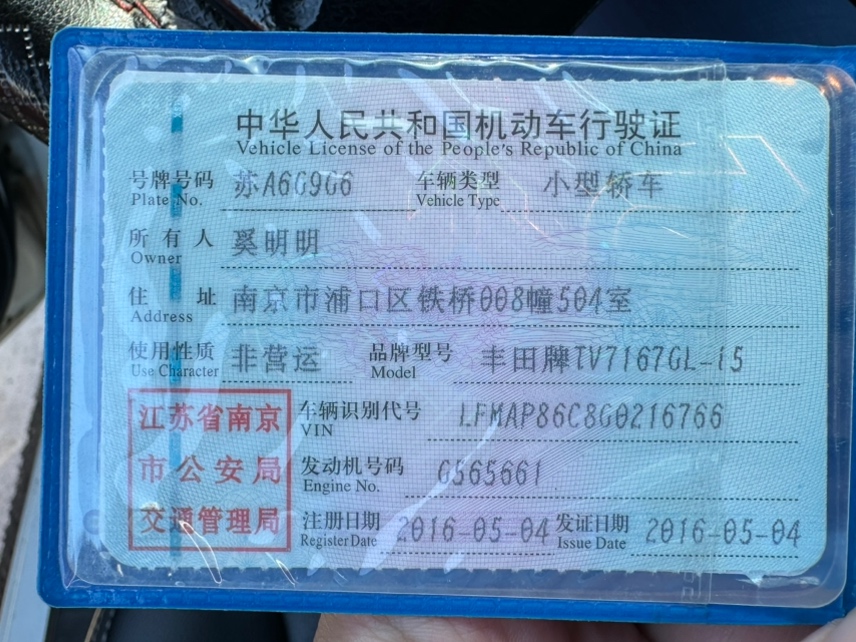 中华人民共和国机动车行驶证
Vehicle License of the People's Republic of China
号牌号码 苏A6G9G6 车辆类型 小型轿车
Plate No. Vehicle Type
所有人 奚明明
Owner
住址 南京市浦口区铁桥008幢504室
Address
使用性质 非营运 品牌型号 丰田牌TV7167GL-i5
Use Character Model
江苏省南京 车辆识别代号 LFMAP86C8G0216766
VIN
市公安局 发动机号码 G565661
Engine No.
交通管理局 注册日期 2016-05-04 发证日期 2016-05-04
Register Date Issue Date